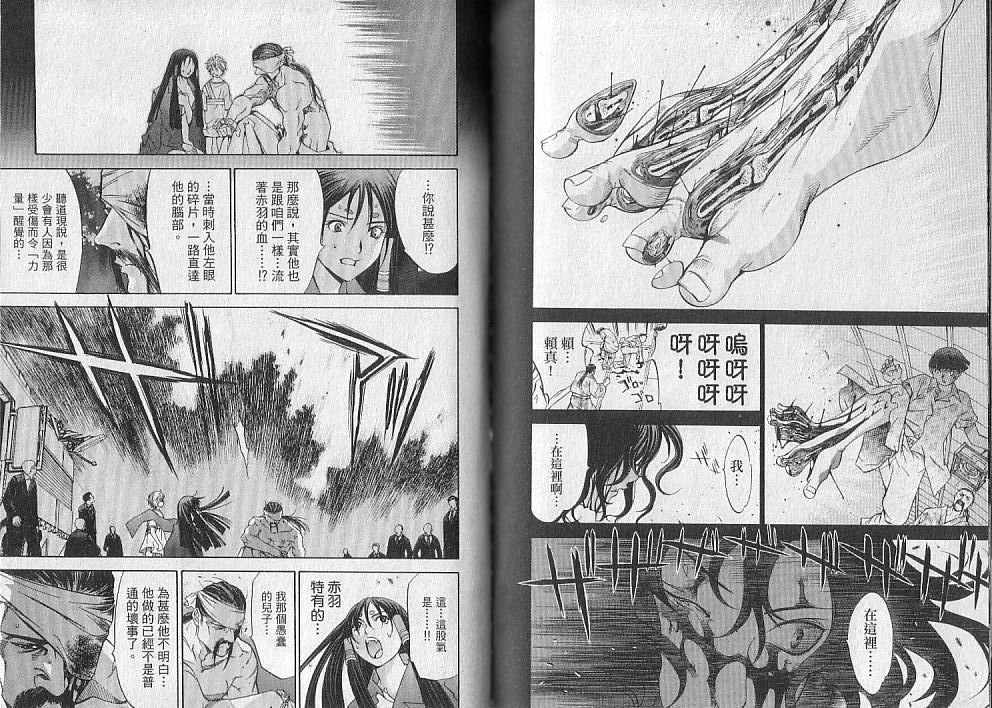 嗚呀呀
呀呀呀
呀！
賴…
賴真！
ゴロ
ゴロ
我…
…在這裡啊…
在這裡……
…你說甚麼!?
那麼說，其實他也
是跟咱們一樣…流
著赤羽的血……!?
…當時刺入他左眼
的碎片，一路直達
他的腦部。
聽道現說，是很
少會有人因為那
樣受傷而令「力
量」醒覺的…
這…這股氣
是……!!
赤羽
特有的…
我那個愚蠢
的兒子…
為甚麼他不明白…
他做的已經不是普
通的壞事了。